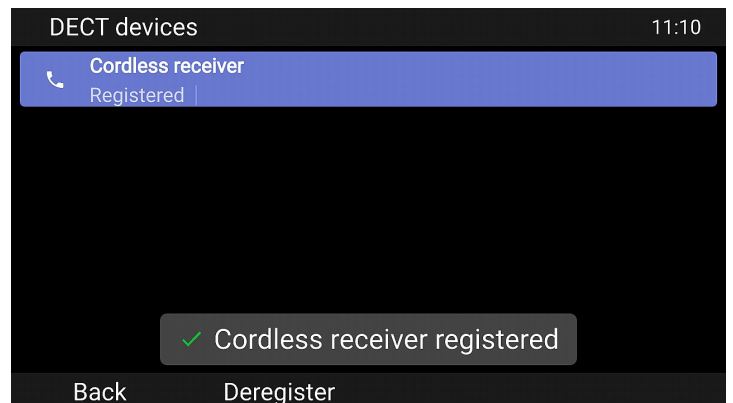 DECT devices 11:10
Cordless receiver
Registered
Cordless receiver registered
Back Deregister